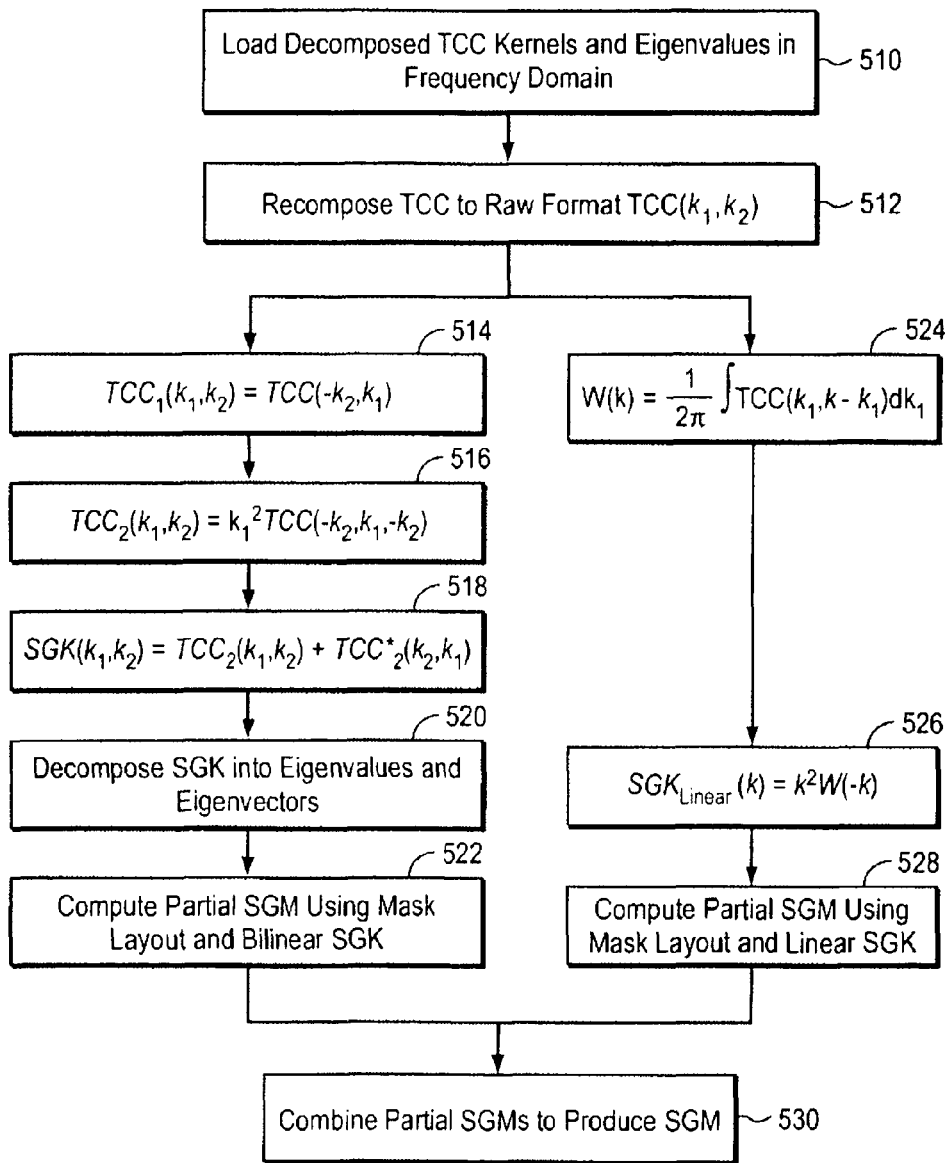 Load Decomposed TCC Kernels and Eigenvalues in
Frequency Domain
510
Recompose TCC to Raw Format TCC(k₁,k₂)
512
514
TCC₁(k₁,k₂) = TCC(-k₂,k₁)
516
TCC₂(k₁,k₂) = k₁²TCC(-k₂,k₁,-k₂)
518
SGK(k₁,k₂) = TCC₂(k₁,k₂) + TCC*₂(k₂,k₁)
520
Decompose SGK into Eigenvalues and
Eigenvectors
522
Compute Partial SGM Using Mask
Layout and Bilinear SGK
524
W(k) = 1/2π ∫TCC(k₁,k - k₁)dk₁
526
SGK_Linear (k) = k²W(-k)
528
Compute Partial SGM Using
Mask Layout and Linear SGK
Combine Partial SGMs to Produce SGM
530